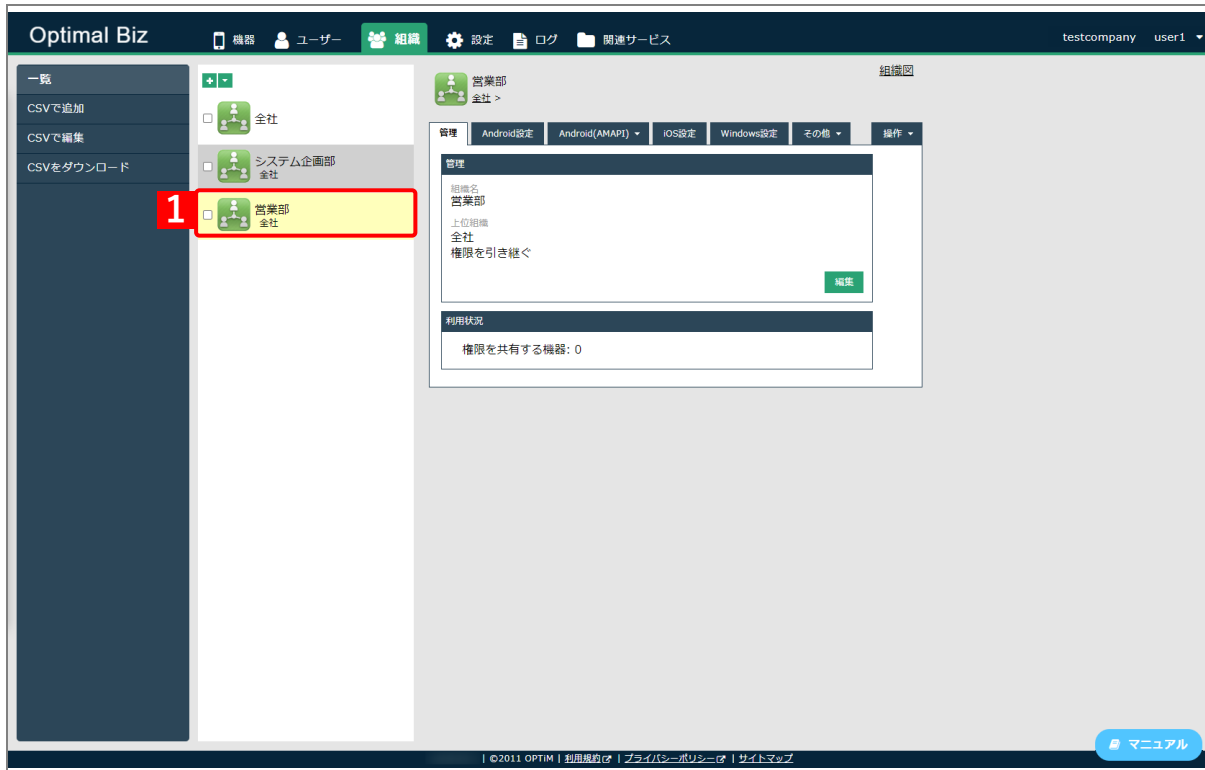 Optimal Biz
機器
ユーザー
組織
設定
ログ
関連サービス
testcompany
user1
一覧
CSVで追加
CSVで編集
CSVをダウンロード
全社
システム企画部
全社
1
営業部
全社
営業部
全社 >
組織図
管理
Android設定
Android(AMAPI)
iOS設定
Windows設定
その他
操作
管理
組織名
営業部
上位組織
全社
権限を引き継ぐ
編集
利用状況
権限を共有する機器: 0
マニュアル
| ©2011 OPTiM | 利用規約 | プライバシーポリシー | サイトマップ